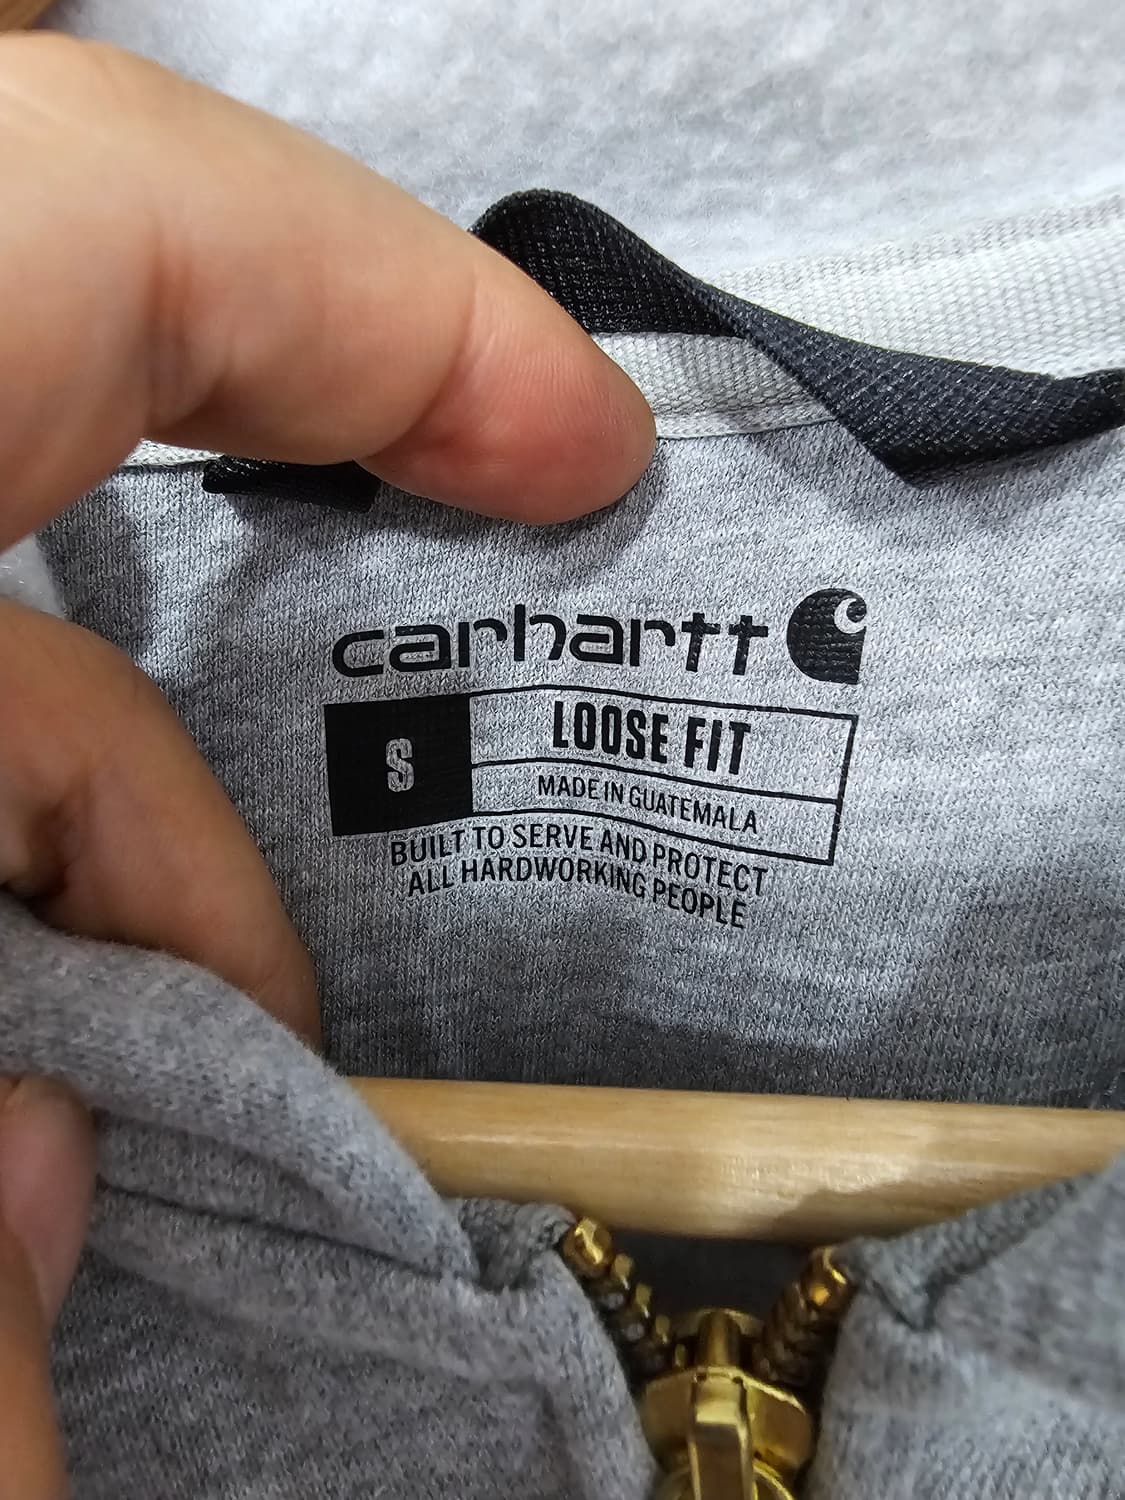 carhartt
S
LOOSE FIT
MADE IN GUATEMALA
BUILT TO SERVE AND PROTECT
ALL HARDWORKING PEOPLE